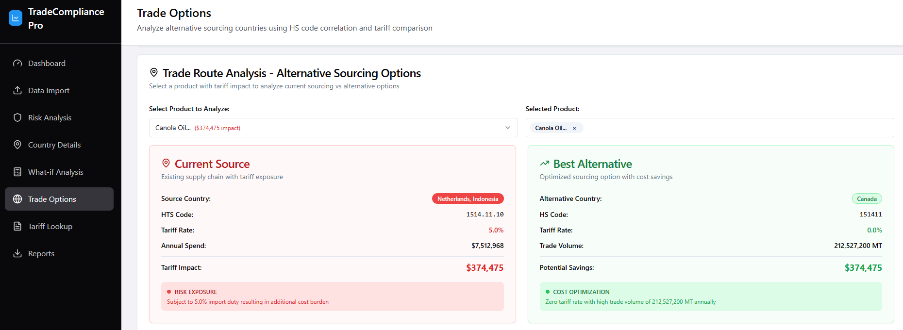 TradeCompliance
Pro
Dashboard
Data Import
Risk Analysis
Country Details
What-if Analysis
Trade Options
Tariff Lookup
Reports
Trade Options
Analyze alternative sourcing countries using HS code correlation and tariff comparison
Trade Route Analysis - Alternative Sourcing Options
Select a product with tariff impact to analyze current sourcing vs alternative options
Select Product to Analyze:
Canola Oil... ($374,475 impact)
Selected Product:
Canola Oil... ×
Current Source
Existing supply chain with tariff exposure
Source Country: Netherlands, Indonesia
HTS Code: 1514.11.10
Tariff Rate: 5.0%
Annual Spend: $7,512,968
Tariff Impact: $374,475
RISK EXPOSURE
Subject to 5.0% import duty resulting in additional cost burden
Best Alternative
Optimized sourcing option with cost savings
Alternative Country: Canada
HS Code: 151411
Tariff Rate: 0.0%
Trade Volume: 212,527,200 MT
Potential Savings: $374,475
COST OPTIMIZATION
Zero tariff rate with high trade volume of 212,527,200 MT annually